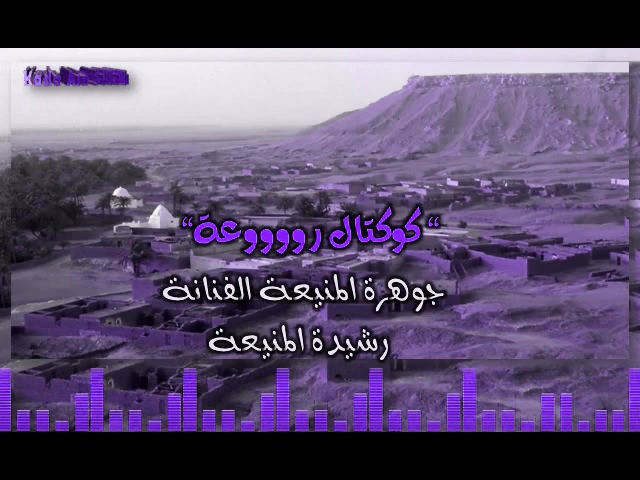 “كوكتال رووووعة“
جوهرة المنيعة الفنانة
رشيدة المنيعة